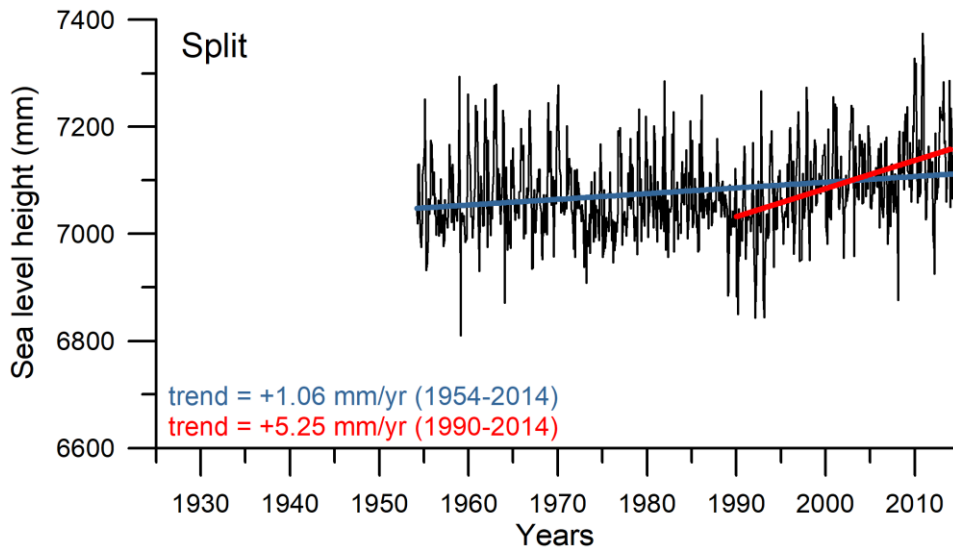 Split
Sea level height (mm)
7400
7200
7000
6800
6600
trend = +1.06 mm/yr (1954-2014)
trend = +5.25 mm/yr (1990-2014)
1930 1940 1950 1960 1970 1980 1990 2000 2010
Years